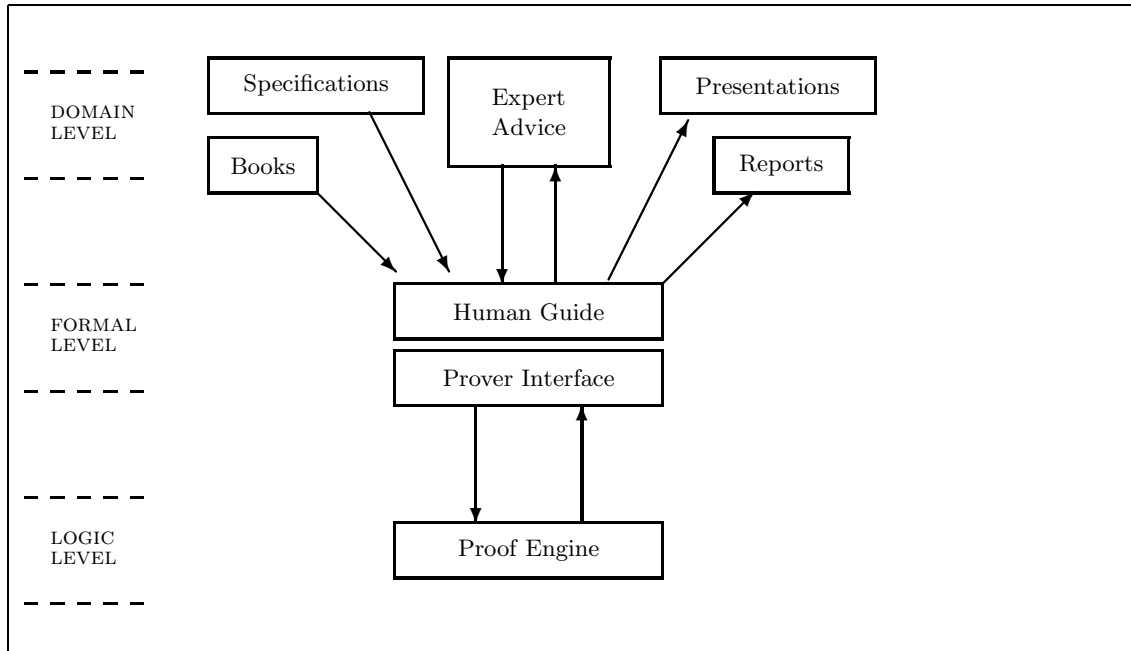 Specifications
Expert
Advice
Presentations
DOMAIN
LEVEL
Books
Reports
FORMAL
LEVEL
Human Guide
Prover Interface
LOGIC
LEVEL
Proof Engine